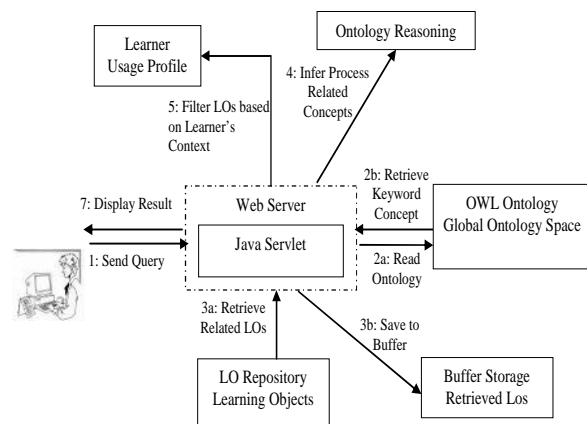 Learner
Usage Profile
Ontology Reasoning
4: Infer Process
Related
Concepts
5: Filter LOs based
on Learner's
Context
2b: Retrieve
Keyword
Concept
OWL Ontology
Global Ontology Space
7: Display Result
Web Server
Java Servlet
1: Send Query
2a: Read
Ontology
3a: Retrieve
Related LOs
3b: Save to
Buffer
LO Repository
Learning Objects
Buffer Storage
Retrieved Los